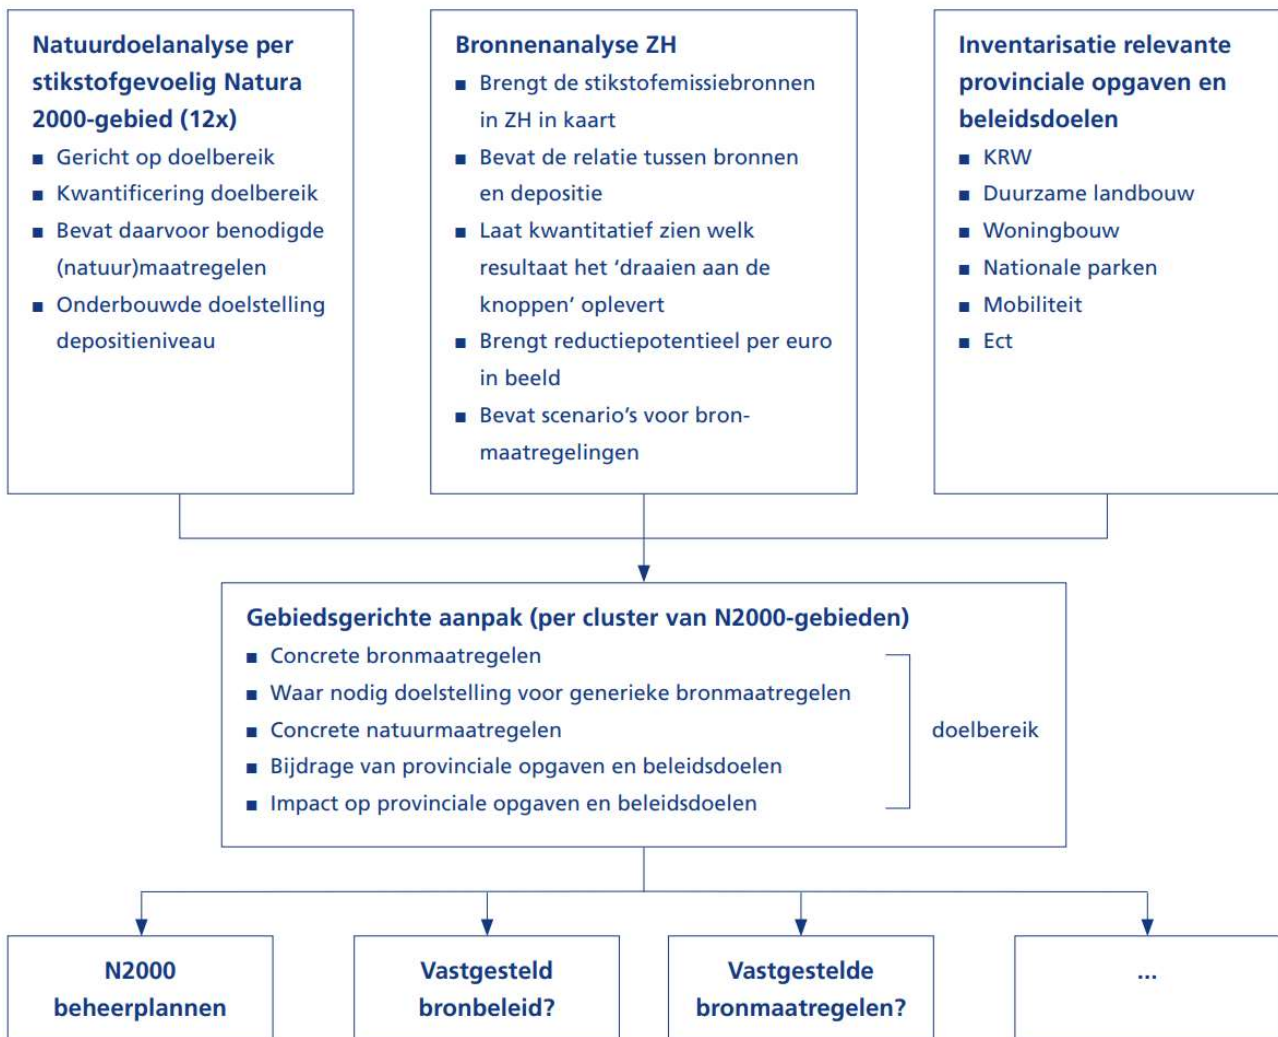 Natuurdoelanalyse per
stikstofgevoelig Natura
2000-gebied (12x)
■ Gericht op doelbereik
■ Kwantificering doelbereik
■ Bevat daarvoor benodigde
(natuur)maatregelen
■ Onderbouwde doelstelling
depositieniveau
Bronnenanalyse ZH
■ Brengt de stikstofemissiebronnen
in ZH in kaart
■ Bevat de relatie tussen bronnen
en depositie
■ Laat kwantitatief zien welk
resultaat het ‘draaien aan de
knoppen’ oplevert
■ Brengt reductiepotentieel per euro
in beeld
■ Bevat scenario’s voor bron-
maatregelingen
Inventarisatie relevante
provinciale opgaven en
beleidsdoelen
■ KRW
■ Duurzame landbouw
■ Woningbouw
■ Nationale parken
■ Mobiliteit
■ Ect
Gebiedsgerichte aanpak (per cluster van N2000-gebieden)
■ Concrete bronmaatregelen
■ Waar nodig doelstelling voor generieke bronmaatregelen
■ Concrete natuurmaatregelen
■ Bijdrage van provinciale opgaven en beleidsdoelen
■ Impact op provinciale opgaven en beleidsdoelen
doelbereik
N2000
beheerplannen
Vastgesteld
bronbeleid?
Vastgestelde
bronmaatregelen?
...